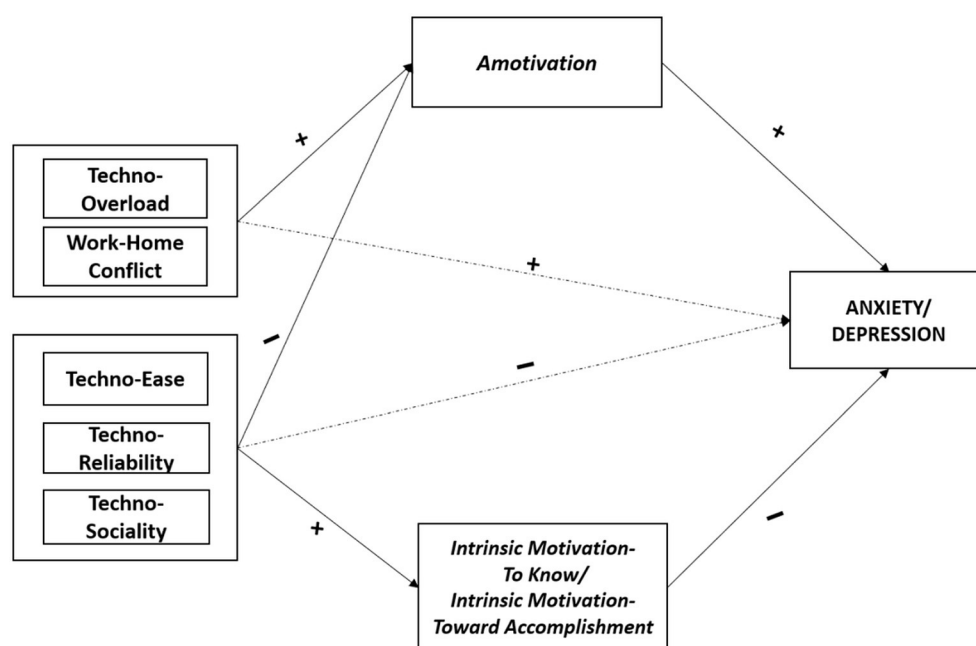 Amotivation
+
+
Techno-
Overload
Work-Home
Conflict
+
ANXIETY/
DEPRESSION
−
−
Techno-Ease
Techno-
Reliability
Techno-
Sociality
+
−
Intrinsic Motivation-
To Know/
Intrinsic Motivation-
Toward Accomplishment